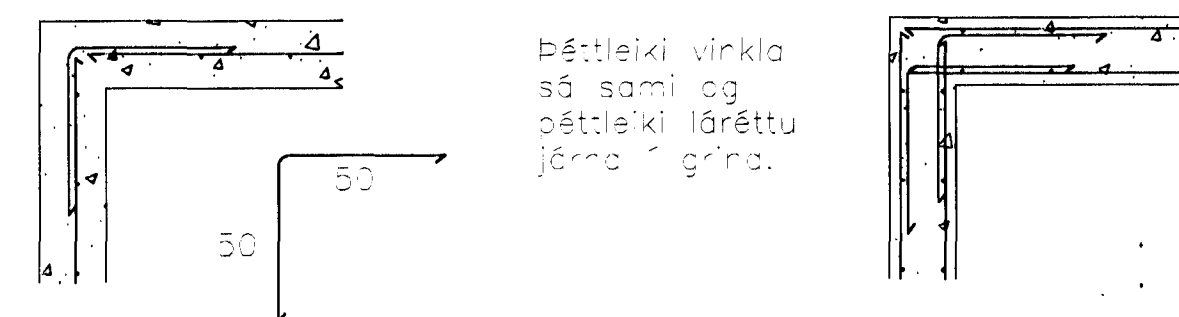 Þéttleiki vinkla
sá sami og
þéttleiki láréttu
járna í grind.
50
50